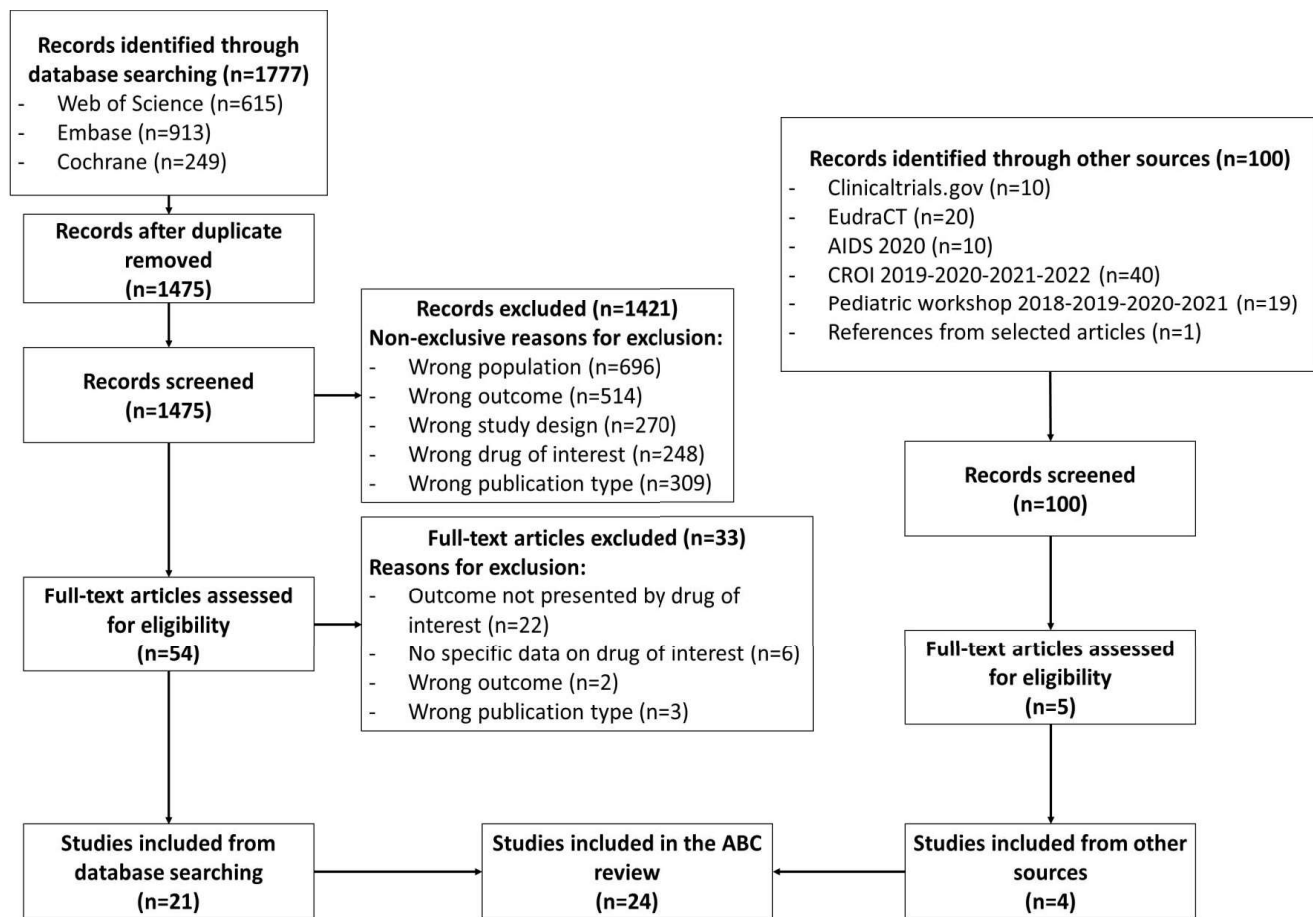 Records identified through
database searching (n=1777)
- Web of Science (n=615)
- Embase (n=913)
- Cochrane (n=249)
Records after duplicate
removed
(n=1475)
Records screened
(n=1475)
Records excluded (n=1421)
Non-exclusive reasons for exclusion:
- Wrong population (n=696)
- Wrong outcome (n=514)
- Wrong study design (n=270)
- Wrong drug of interest (n=248)
- Wrong publication type (n=309)
Full-text articles assessed
for eligibility
(n=54)
Full-text articles excluded (n=33)
Reasons for exclusion:
- Outcome not presented by drug of
interest (n=22)
- No specific data on drug of interest (n=6)
- Wrong outcome (n=2)
- Wrong publication type (n=3)
Records identified through other sources (n=100)
- Clinicaltrials.gov (n=10)
- EudraCT (n=20)
- AIDS 2020 (n=10)
- CROI 2019-2020-2021-2022 (n=40)
- Pediatric workshop 2018-2019-2020-2021 (n=19)
- References from selected articles (n=1)
Records screened
(n=100)
Full-text articles assessed
for eligibility
(n=5)
Studies included from
database searching
(n=21)
Studies included in the ABC
review
(n=24)
Studies included from other
sources
(n=4)